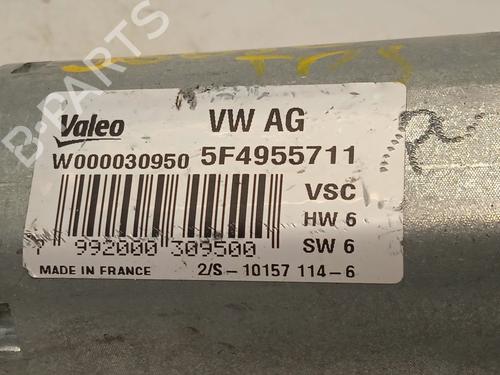 B-PARTS
Valeo VW AG
W000030950 5F4955711
VSC
HW 6
SW 6
992000 309500
MADE IN FRANCE 2/S-10157 114-6